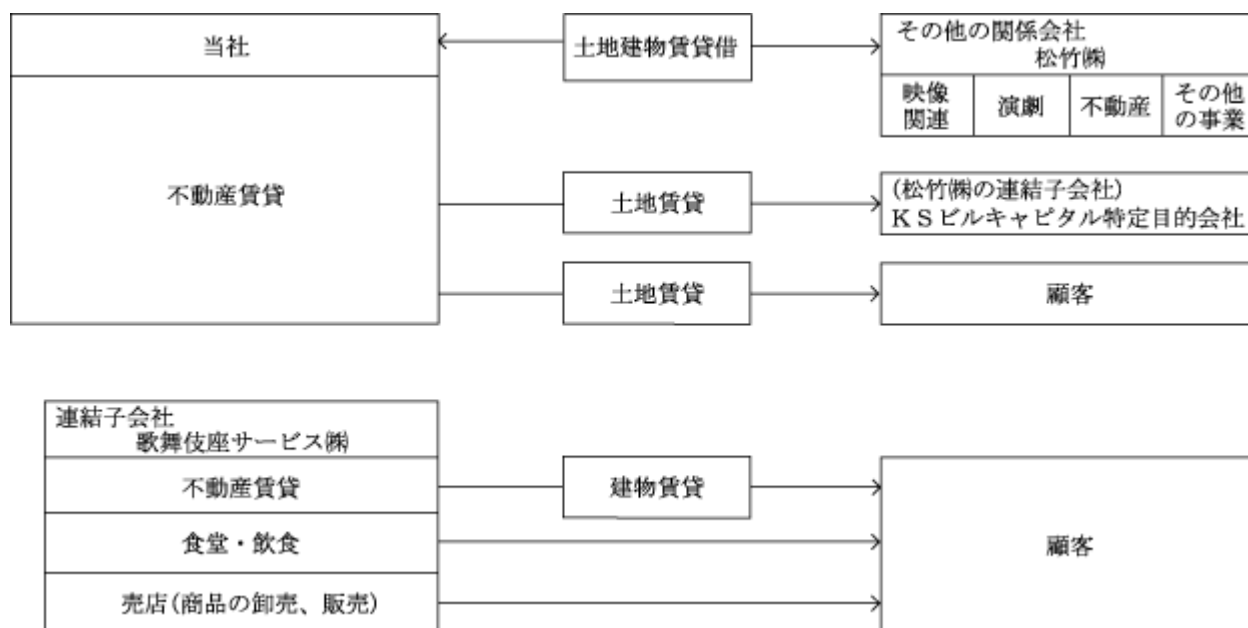 当社
土地建物賃貸借
その他の関係会社
松竹㈱
映像
関連
演劇
不動産
その他
の事業
不動産賃貸
土地賃貸
(松竹㈱の連結子会社)
KSビルキャピタル特定目的会社
土地賃貸
顧客
連結子会社
歌舞伎座サービス㈱
不動産賃貸
建物賃貸
食堂・飲食
顧客
売店(商品の卸売、販売)